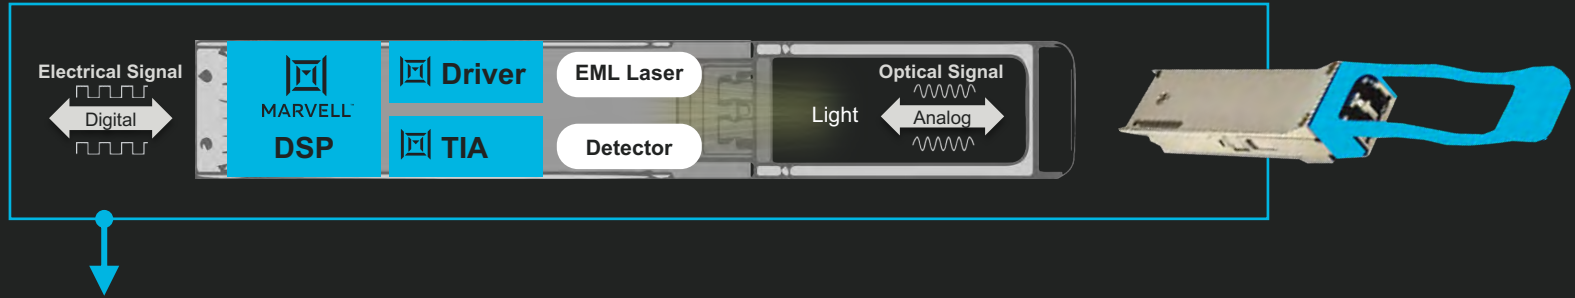 Electrical Signal
Digital
MARVELL
DSP
Driver
TIA
EML Laser
Detector
Light
Optical Signal
Analog